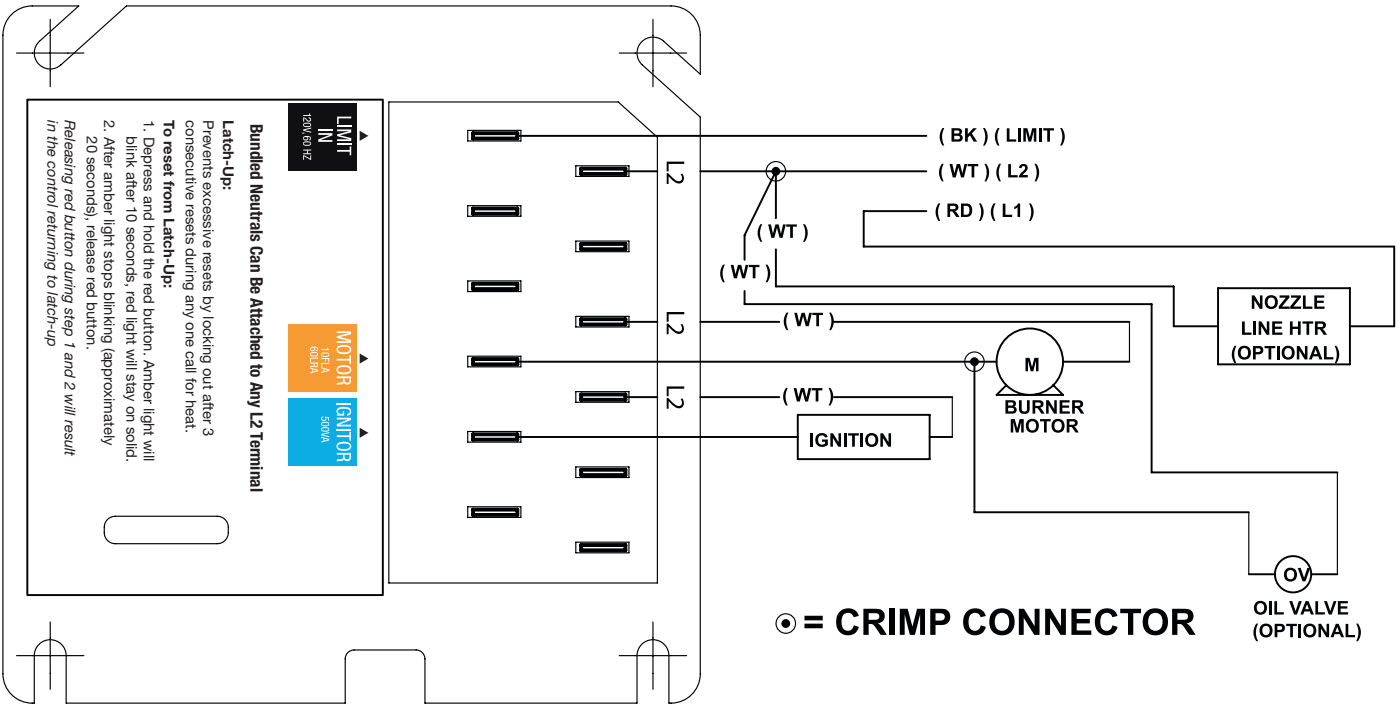 LIMIT
IN
120V, 60 HZ
MOTOR
10FLA
60LRA
IGNITOR
500VA
Bundled Neutrals Can Be Attached to Any L2 Terminal
Latch-Up:
Prevents excessive resets by locking out after 3
consecutive resets during any one call for heat.
To reset from Latch-Up:
1. Depress and hold the red button. Amber light will
blink after 10 seconds, red light will stay on solid.
2. After amber light stops blinking (approximately
20 seconds), release red button.
Releasing red button during step 1 and 2 will result
in the control returning to latch-up
L2
L2
L2
( BK ) ( LIMIT )
( WT ) ( L2 )
( RD ) ( L1 )
( WT )
( WT )
( WT )
( WT )
NOZZLE
LINE HTR
(OPTIONAL)
M
BURNER
MOTOR
IGNITION
OV
OIL VALVE
(OPTIONAL)
= CRIMP CONNECTOR